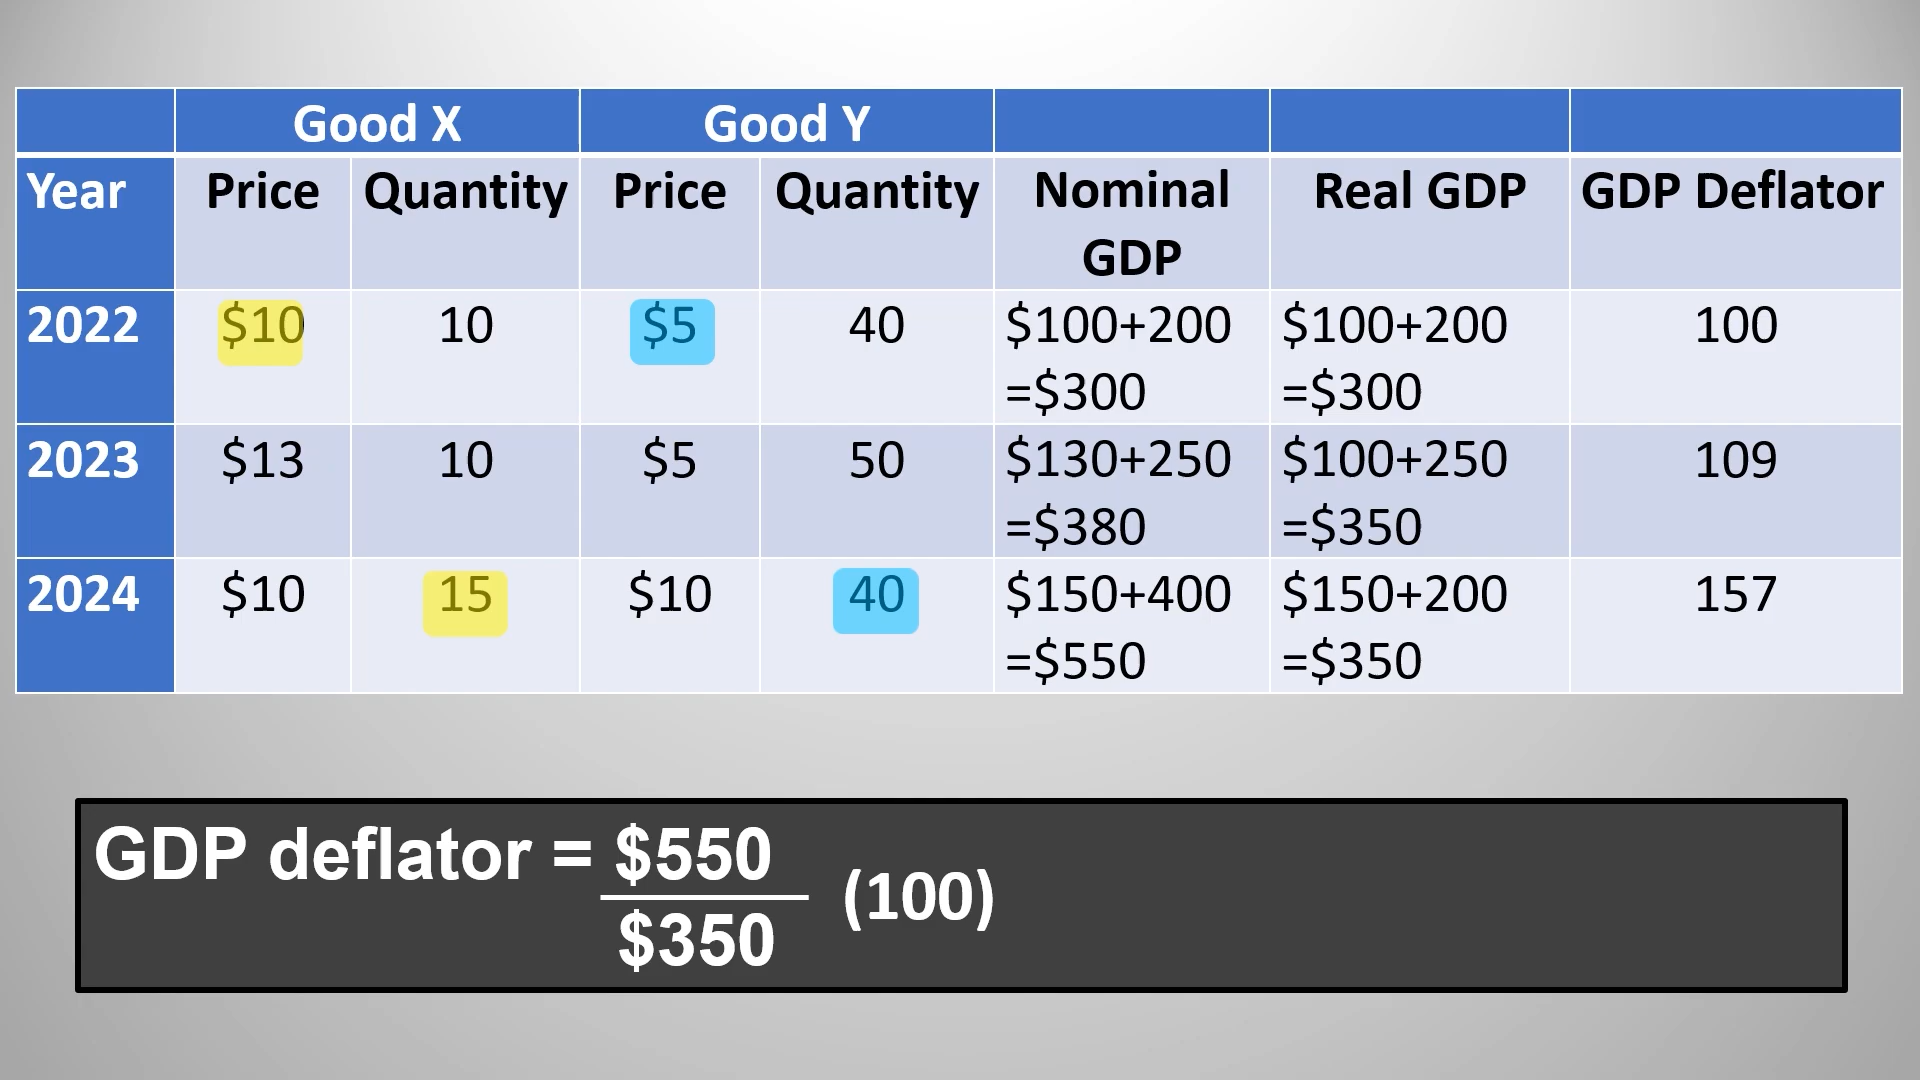 Good X Good Y
Year Price Quantity Price Quantity Nominal GDP Real GDP GDP Deflator
2022 $10 10 $5 40 $100+200 $100+200 100
=$300 =$300
2023 $13 10 $5 50 $130+250 $100+250 109
=$380 =$350
2024 $10 15 $10 40 $150+400 $150+200 157
=$550 =$350
GDP deflator = $550
(100)
$350